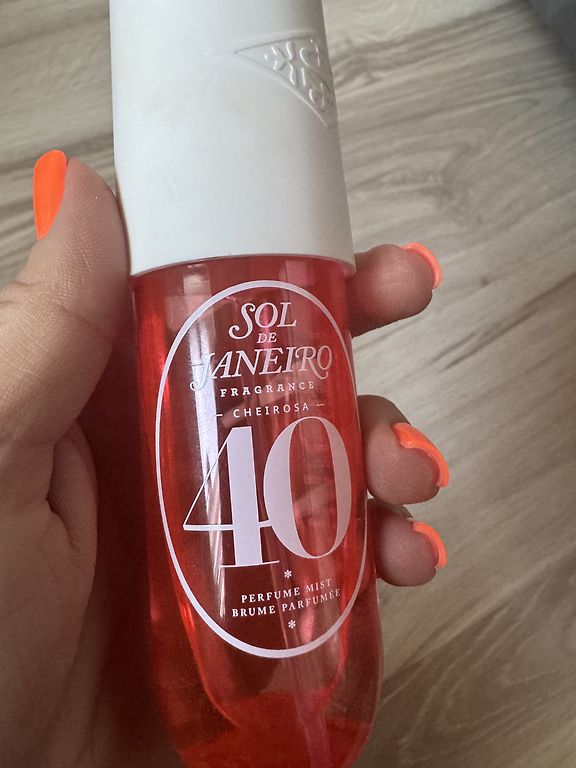 SOL
DE
JANEIRO
FRAGRANCE
– CHEIROSA –
40
*
PERFUME MIST
BRUME PARFUMÉE
*